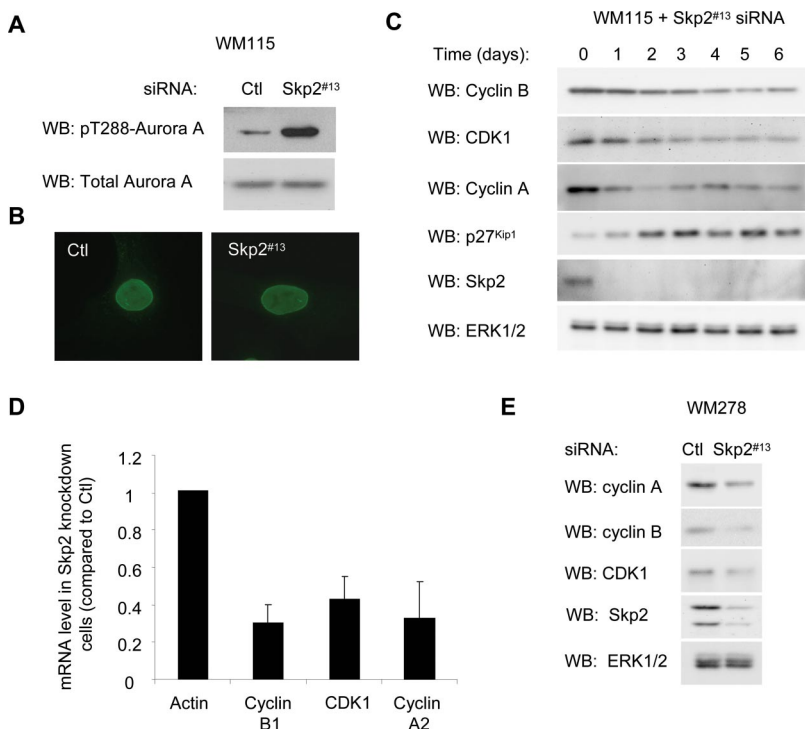 A
WM115
siRNA: Ctl Skp2#13
WB: pT288-Aurora A
WB: Total Aurora A
B
Ctl
Skp2#13
C
WM115 + Skp2#13 siRNA
Time (days): 0 1 2 3 4 5 6
WB: Cyclin B
WB: CDK1
WB: Cyclin A
WB: p27Kip1
WB: Skp2
WB: ERK1/2
D
mRNA level in Skp2 knockdown
cells (compared to Ctl)
1.2
1
0.8
0.6
0.4
0.2
0
Actin
Cyclin
B1
CDK1
Cyclin
A2
E
WM278
siRNA: Ctl Skp2#13
WB: cyclin A
WB: cyclin B
WB: CDK1
WB: Skp2
WB: ERK1/2